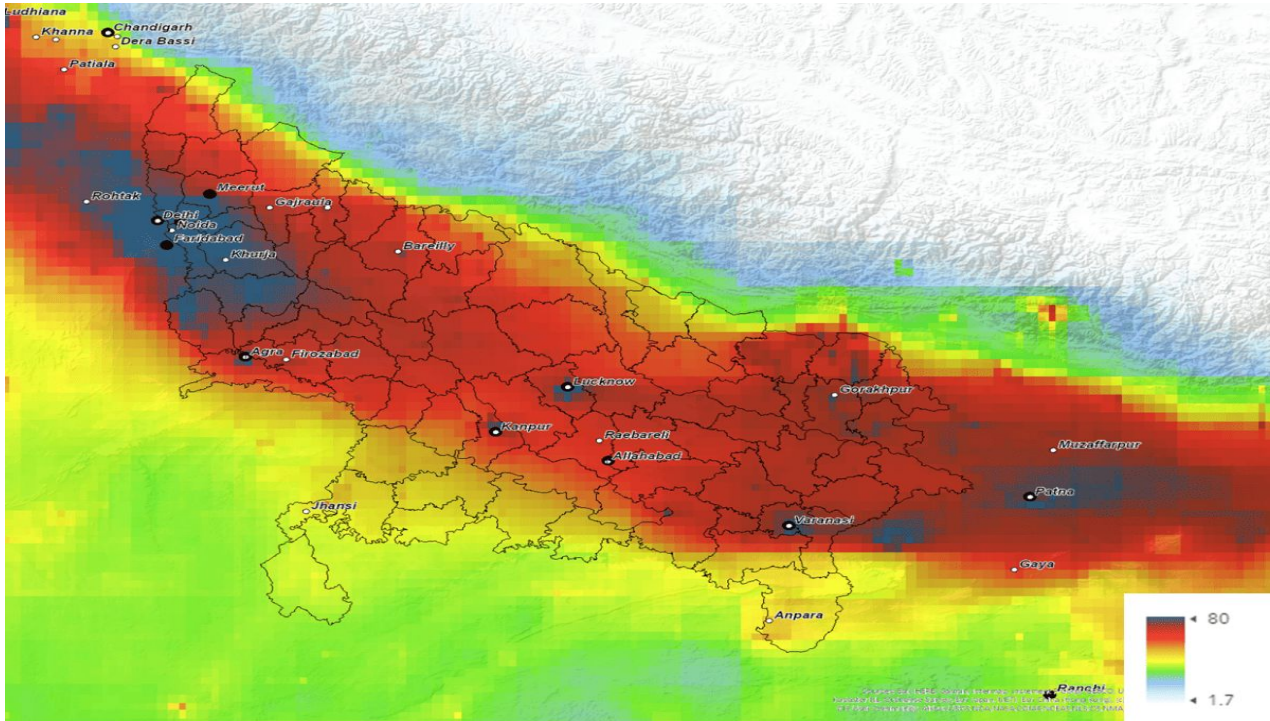 Ludhiana
Chandigarh
Khanna
Dera Bassi
Patiala
Meerut
Rohtak
Gajraula
Delhi
Noida
Faridabad
Bareilly
Khurja
Agra
Firozabad
Lucknow
Gorakhpur
Kanpur
Raebareli
Muzaffarpur
Allahabad
Patna
Jhansi
Varanasi
Gaya
Anpara
80
1.7
Ranchi